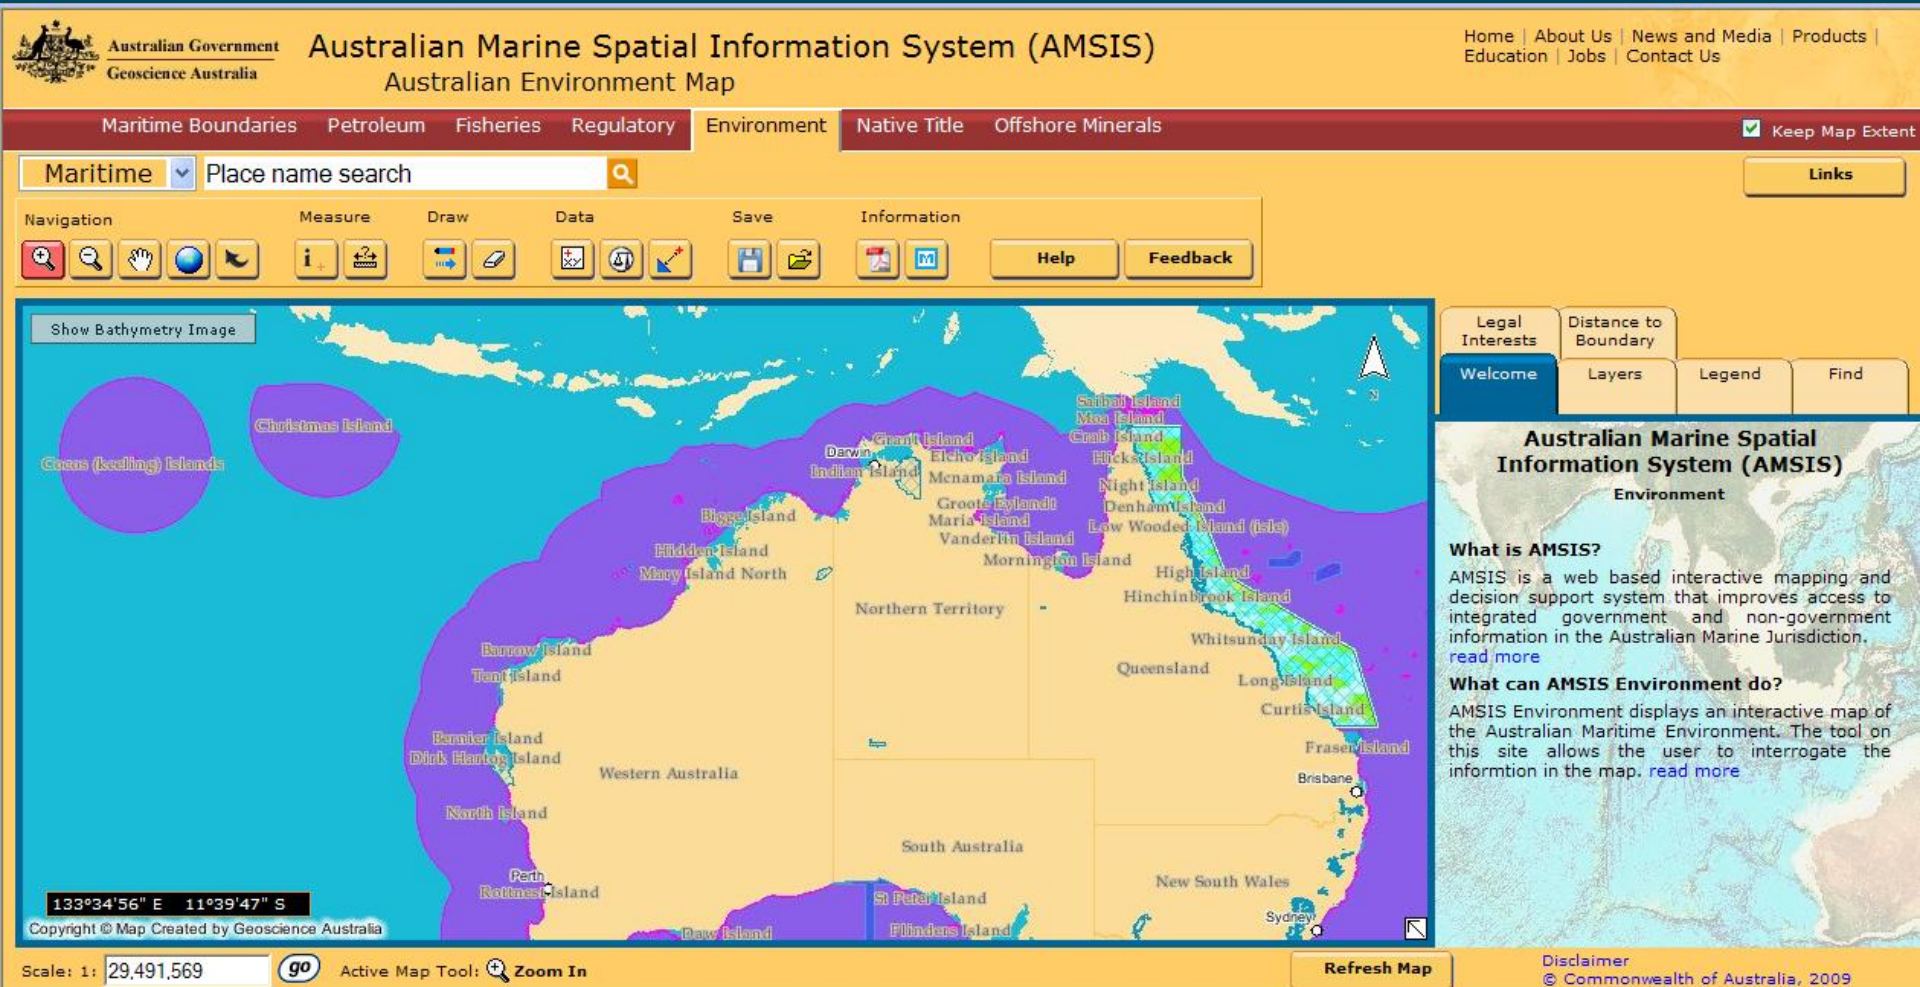 Australian Government
Geoscience Australia
Australian Marine Spatial Information System (AMSIS)
Australian Environment Map
Home | About Us | News and Media | Products |
Education | Jobs | Contact Us
Maritime Boundaries Petroleum Fisheries Regulatory Environment Native Title Offshore Minerals
Keep Map Extent
Maritime
Place name search
Links
Navigation Measure Draw Data Save Information
Help
Feedback
Show Bathymetry Image
N
Cocos (keeling) Islands
Christmas Island
Saibai Island
Moa Island
Crab Island
Grant Island
Darwin
Elcho Island
Hicks Island
Indian Island
Mcnamara Island
Night Island
Groote Eylandt
Denham Island
Bigge Island
Maria Island
Low Wooded Island (isle)
Vanderlin Island
Hidden Island
Mornington Island
Mary Island North
High Island
Hinchinbrook Island
Northern Territory
Whitsunday Island
Barrow Island
Queensland
Tent Island
Long Island
Curtis Island
Bernier Island
Fraser Island
Dirk Hartog Island
Western Australia
Brisbane
North Island
South Australia
Perth
New South Wales
Rottnest Island
St Peter Island
Sydney
Flinders Island
Daw Island
133°34'56" E 11°39'47" S
Copyright © Map Created by Geoscience Australia
Legal Interests
Distance to Boundary
Welcome
Layers
Legend
Find
Australian Marine Spatial
Information System (AMSIS)
Environment
What is AMSIS?
AMSIS is a web based interactive mapping and
decision support system that improves access to
integrated government and non-government
information in the Australian Marine Jurisdiction.
read more
What can AMSIS Environment do?
AMSIS Environment displays an interactive map of
the Australian Maritime Environment. The tool on
this site allows the user to interrogate the
informtion in the map. read more
Scale: 1: 29,491,569
go
Active Map Tool: Zoom In
Refresh Map
Disclaimer
© Commonwealth of Australia, 2009